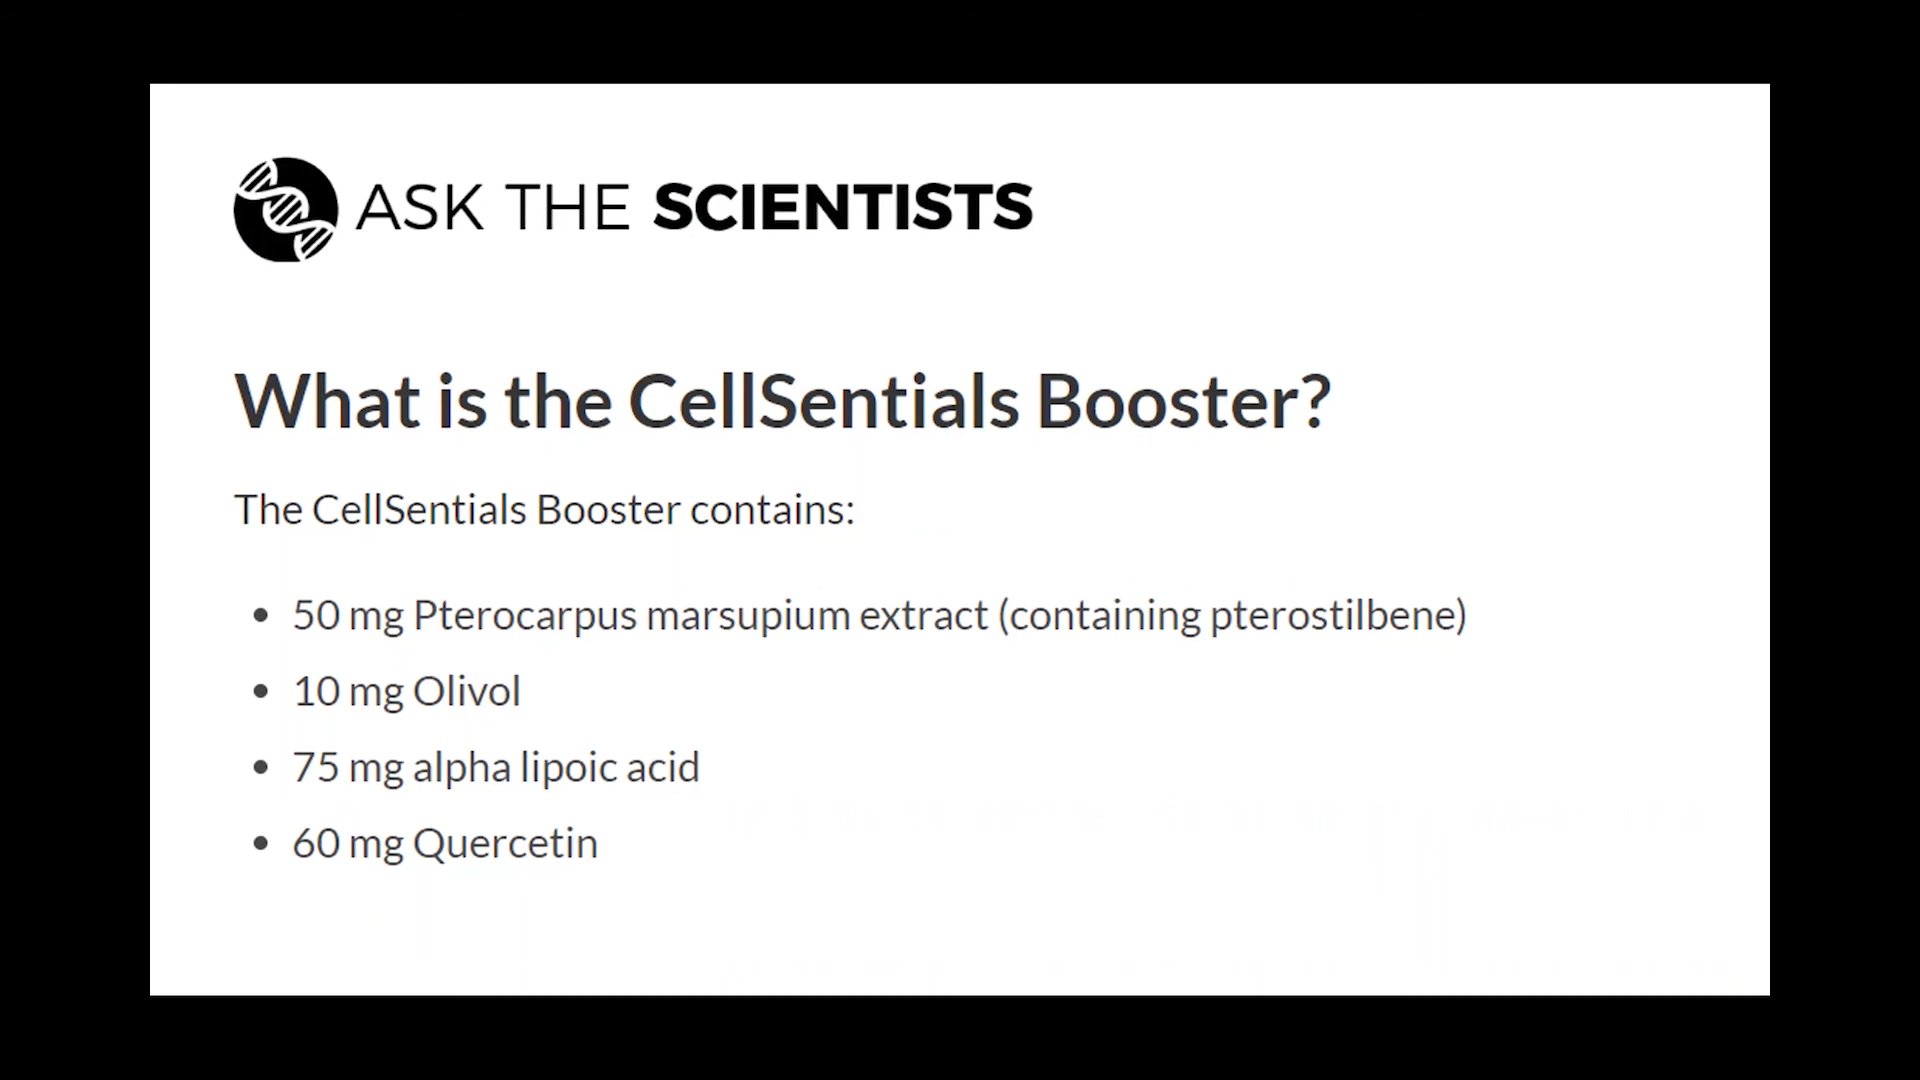 ASK THE SCIENTISTS
What is the CellSentials Booster?
The CellSentials Booster contains:
• 50 mg Pterocarpus marsupium extract (containing pterostilbene)
• 10 mg Olivol
• 75 mg alpha lipoic acid
• 60 mg Quercetin